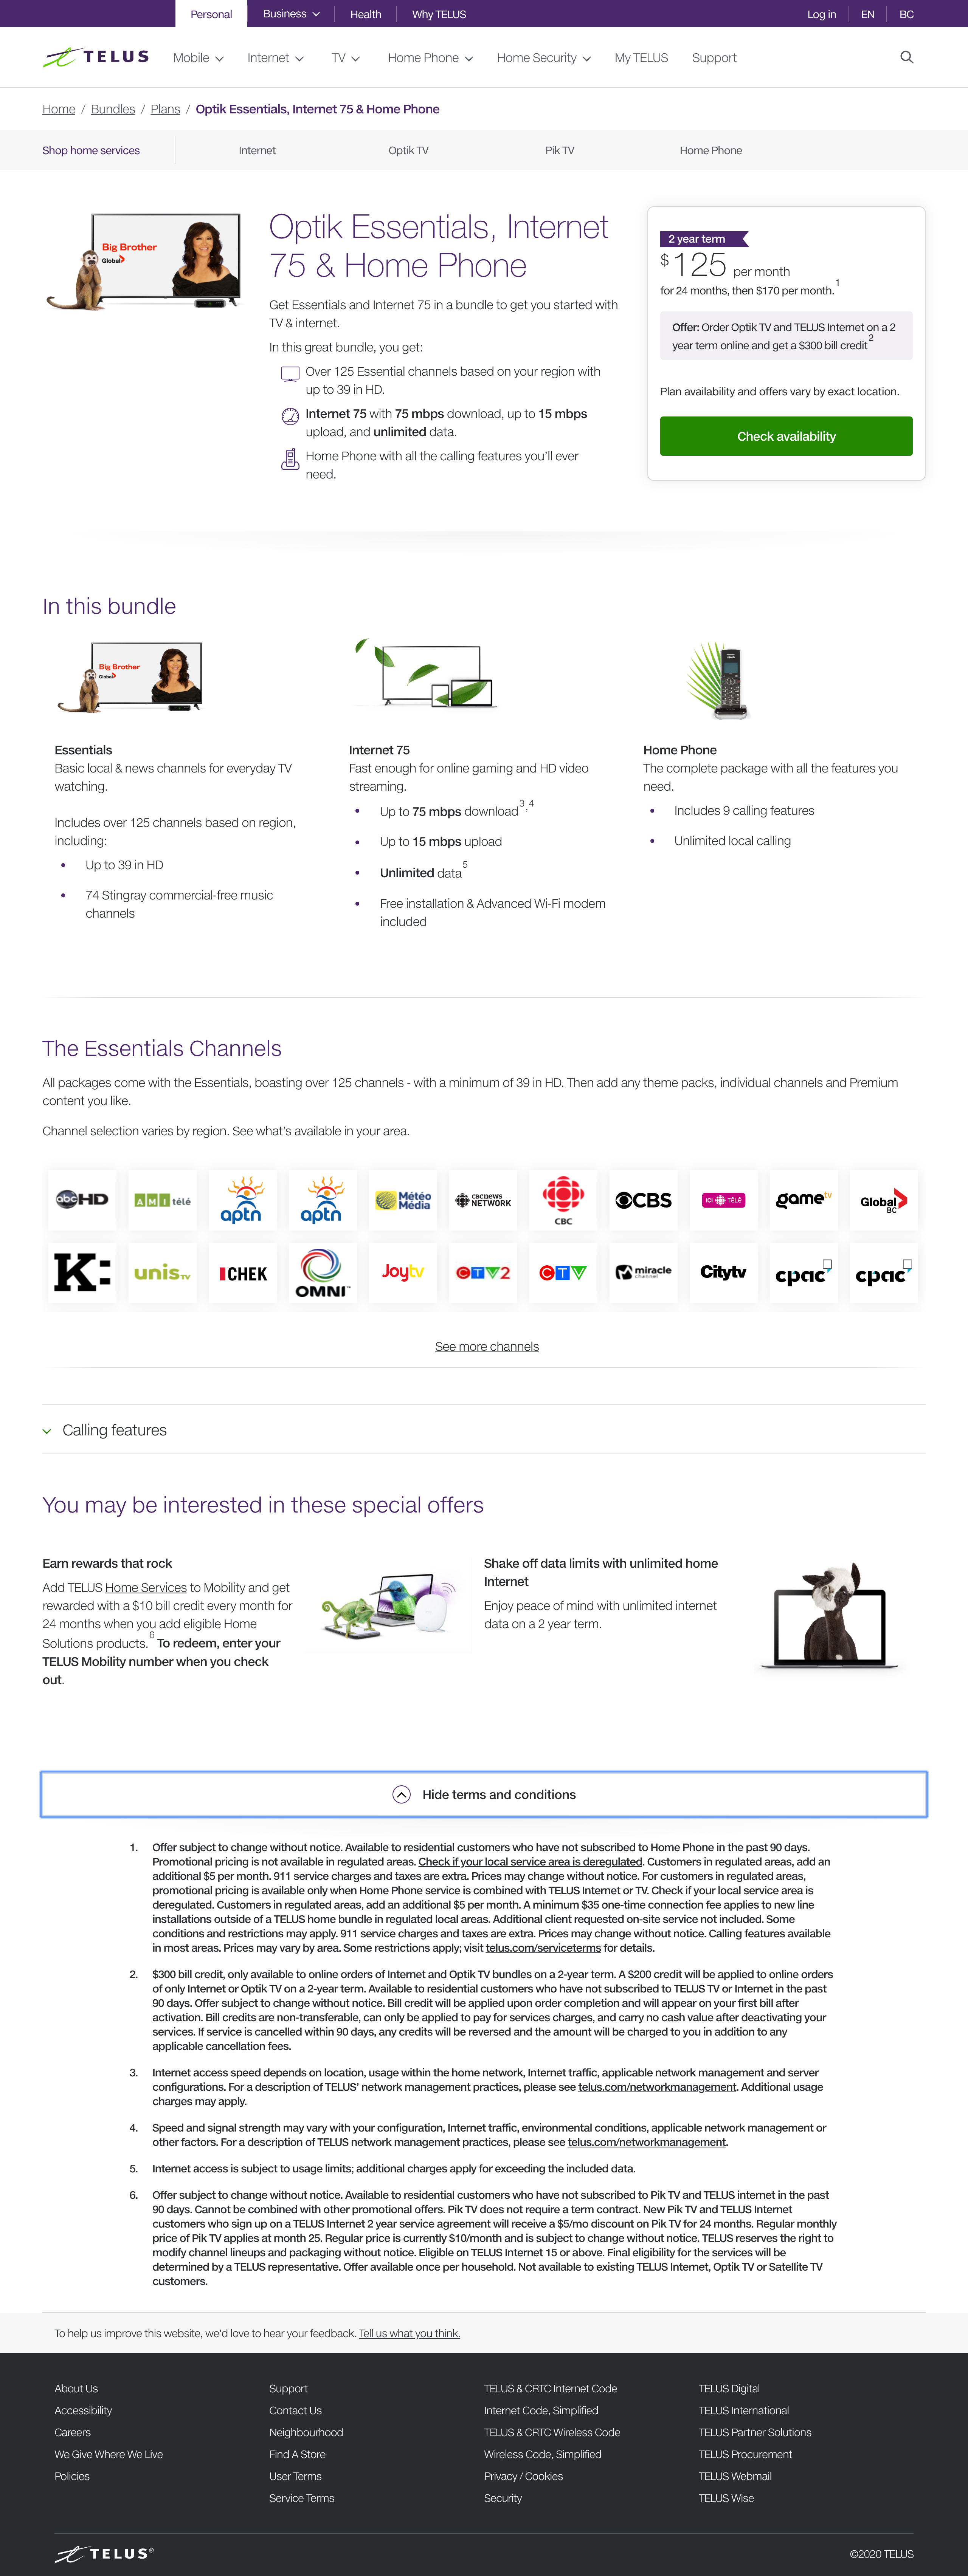 Personal
Business
Health
Why TELUS
Log in
EN
BC
TELUS
Mobile
Internet
TV
Home Phone
Home Security
My TELUS
Support
Home / Bundles / Plans / Optik Essentials, Internet 75 & Home Phone
Shop home services
Internet
Optik TV
Pik TV
Home Phone
Big Brother
Global
Optik Essentials, Internet
75 & Home Phone
Get Essentials and Internet 75 in a bundle to get you started with
TV & internet.
In this great bundle, you get:
Over 125 Essential channels based on your region with
up to 39 in HD.
Internet 75 with 75 mbps download, up to 15 mbps
upload, and unlimited data.
Home Phone with all the calling features you'll ever
need.
2 year term
$125 per month
for 24 months, then $170 per month.1
Offer: Order Optik TV and TELUS Internet on a 2
year term online and get a $300 bill credit2
Plan availability and offers vary by exact location.
Check availability
In this bundle
Big Brother
Global
Essentials
Basic local & news channels for everyday TV
watching.
Includes over 125 channels based on region,
including:
• Up to 39 in HD
• 74 Stingray commercial-free music
channels
Internet 75
Fast enough for online gaming and HD video
streaming.
• Up to 75 mbps download3,4
• Up to 15 mbps upload
• Unlimited data5
• Free installation & Advanced Wi-Fi modem
included
Home Phone
The complete package with all the features you
need.
• Includes 9 calling features
• Unlimited local calling
The Essentials Channels
All packages come with the Essentials, boasting over 125 channels - with a minimum of 39 in HD. Then add any theme packs, individual channels and Premium
content you like.
Channel selection varies by region. See what's available in your area.
abc HD
AMI télé
aptn
aptn
Météo Média
cbc news NETWORK
CBC
CBS
ICI TÉLÉ
game tv
Global BC
K:
unis TV
CHEK
OMNI
Joytv
CTV2
CTV
miracle channel
Citytv
cpac
cpac
See more channels
Calling features
You may be interested in these special offers
Earn rewards that rock
Add TELUS Home Services to Mobility and get
rewarded with a $10 bill credit every month for
24 months when you add eligible Home
Solutions products.6 To redeem, enter your
TELUS Mobility number when you check
out.
Shake off data limits with unlimited home
Internet
Enjoy peace of mind with unlimited internet
data on a 2 year term.
Hide terms and conditions
1. Offer subject to change without notice. Available to residential customers who have not subscribed to Home Phone in the past 90 days.
Promotional pricing is not available in regulated areas. Check if your local service area is deregulated. Customers in regulated areas, add an
additional $5 per month. 911 service charges and taxes are extra. Prices may change without notice. For customers in regulated areas,
promotional pricing is available only when Home Phone service is combined with TELUS Internet or TV. Check if your local service area is
deregulated. Customers in regulated areas, add an additional $5 per month. A minimum $35 one-time connection fee applies to new line
installations outside of a TELUS home bundle in regulated local areas. Additional client requested on-site service not included. Some
conditions and restrictions may apply. 911 service charges and taxes are extra. Prices may change without notice. Calling features available
in most areas. Prices may vary by area. Some restrictions apply; visit telus.com/serviceterms for details.
2. $300 bill credit, only available to online orders of Internet and Optik TV bundles on a 2-year term. A $200 credit will be applied to online orders
of only Internet or Optik TV on a 2-year term. Available to residential customers who have not subscribed to TELUS TV or Internet in the past
90 days. Offer subject to change without notice. Bill credit will be applied upon order completion and will appear on your first bill after
activation. Bill credits are non-transferable, can only be applied to pay for services charges, and carry no cash value after deactivating your
services. If service is cancelled within 90 days, any credits will be reversed and the amount will be charged to you in addition to any
applicable cancellation fees.
3. Internet access speed depends on location, usage within the home network, Internet traffic, applicable network management and server
configurations. For a description of TELUS' network management practices, please see telus.com/networkmanagement. Additional usage
charges may apply.
4. Speed and signal strength may vary with your configuration, Internet traffic, environmental conditions, applicable network management or
other factors. For a description of TELUS network management practices, please see telus.com/networkmanagement.
5. Internet access is subject to usage limits; additional charges apply for exceeding the included data.
6. Offer subject to change without notice. Available to residential customers who have not subscribed to Pik TV and TELUS internet in the past
90 days. Cannot be combined with other promotional offers. Pik TV does not require a term contract. New Pik TV and TELUS Internet
customers who sign up on a TELUS Internet 2 year service agreement will receive a $5/mo discount on Pik TV for 24 months. Regular monthly
price of Pik TV applies at month 25. Regular price is currently $10/month and is subject to change without notice. TELUS reserves the right to
modify channel lineups and packaging without notice. Eligible on TELUS Internet 15 or above. Final eligibility for the services will be
determined by a TELUS representative. Offer available once per household. Not available to existing TELUS Internet, Optik TV or Satellite TV
customers.
To help us improve this website, we'd love to hear your feedback. Tell us what you think.
About Us
Accessibility
Careers
We Give Where We Live
Policies
Support
Contact Us
Neighbourhood
Find A Store
User Terms
Service Terms
TELUS & CRTC Internet Code
Internet Code, Simplified
TELUS & CRTC Wireless Code
Wireless Code, Simplified
Privacy / Cookies
Security
TELUS Digital
TELUS International
TELUS Partner Solutions
TELUS Procurement
TELUS Webmail
TELUS Wise
TELUS®
©2020 TELUS